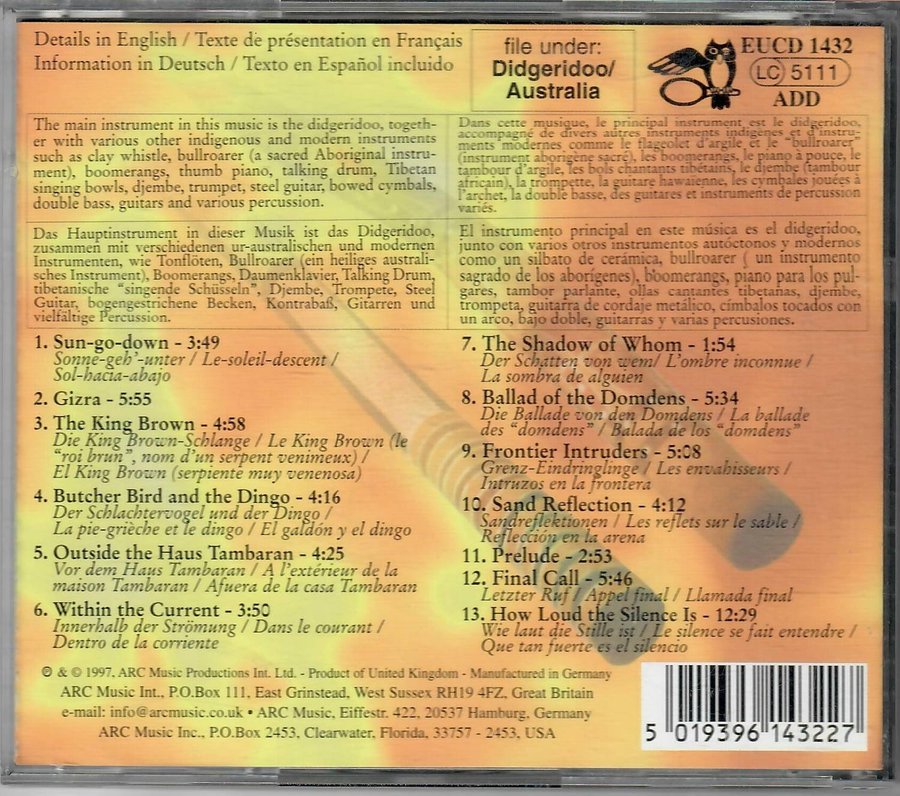 Details in English / Texte de présentation en Français
Information in Deutsch / Texto en Español incluido
file under:
Didgeridoo/
Australia
EUCD 1432
LC 5111
ADD
The main instrument in this music is the didgeridoo, togeth-
er with various other indigenous and modern instruments
such as clay whistle, bullroarer (a sacred Aboriginal instru-
ment), boomerangs, thumb piano, talking drum, Tibetan
singing bowls, djembe, trumpet, steel guitar, bowed cymbals,
double bass, guitars and various percussion.
Dans cette musique, le principal instrument est le didgeridoo,
accompagné de divers autres instruments indigènes et d'instru-
ments modernes comme le flageolet d'argile et le "bullroarer"
(instrument aborigène sacré), les boomerangs, le piano à pouce, le
tambour d'argile, les bols chantants tibétains, le djembe (tambour
africain), la trompette, la guitare hawaienne, les cymbales jouées à
l'archet, la double basse, des guitares et instruments de percussion
variés.
Das Hauptinstrument in dieser Musik ist das Didgeridoo,
zusammen mit verschiedenen ur-australischen und modernen
Instrumenten, wie Tonflöten, Bullroarer (ein heiliges australi-
sches Instrument), Boomerangs, Daumenklavier, Talking Drum,
tibetanische "singende Schüsseln", Djembe, Trompete, Steel
Guitar, bogengestrichene Becken, Kontrabaß, Gitarren und
vielfältige Percussion.
El instrumento principal en este música es el didgeridoo,
junto con varios otros instrumentos autóctonos y modernos
como un silbato de cerámica, bullroarer ( un instrumento
sagrado de los aborígenes), boomerangs, piano para los pul-
gares, tambor parlante, ollas cantantes tibetañas, djembe,
trompeta, guitarra de cordaje metálico, címbalos tocados con
un arco, bajo doble, guitarras y varias percusiones.
1. Sun-go-down - 3:49
Sonne-geh'-unter / Le-soleil-descent /
Sol-hacia-abajo
2. Gizra - 5:55
3. The King Brown - 4:58
Die King Brown-Schlange / Le King Brown (le
"roi brun", nom d'un serpent venimeux) /
El King Brown (serpiente muy venenosa)
4. Butcher Bird and the Dingo - 4:16
Der Schlachtervogel und der Dingo /
La pie-grièche et le dingo / El galdón y el dingo
5. Outside the Haus Tambaran - 4:25
Vor dem Haus Tambaran / A l'extérieur de la
maison Tambaran / Afuera de la casa Tambaran
6. Within the Current - 3:50
Innerhalb der Strömung / Dans le courant /
Dentro de la corriente
7. The Shadow of Whom - 1:54
Der Schatten von wem/ L'ombre inconnue /
La sombra de alguien
8. Ballad of the Domdens - 5:34
Die Ballade von den Domdens / La ballade
des "domdens" / Balada de los "domdens"
9. Frontier Intruders - 5:08
Grenz-Eindringlinge / Les envahisseurs /
Intruzos en la frontera
10. Sand Reflection - 4:12
Sandreflektionen / Les reflets sur le sable /
Reflección en la arena
11. Prelude - 2:53
12. Final Call - 5:46
Letzter Ruf / Appel final / Llamada final
13. How Loud the Silence Is - 12:29
Wie laut die Stille ist / Le silence se fait entendre /
Que tan fuerte es el silencio
℗ & © 1997, ARC Music Productions Int. Ltd. - Product of United Kingdom - Manufactured in Germany
ARC Music Int., P.O.Box 111, East Grinstead, West Sussex RH19 4FZ, Great Britain
e-mail: info@arcmusic.co.uk • ARC Music, Eiffestr. 422, 20537 Hamburg, Germany
ARC Music Inc., P.O.Box 2453, Clearwater, Florida, 33757 - 2453, USA
5 019396 143227